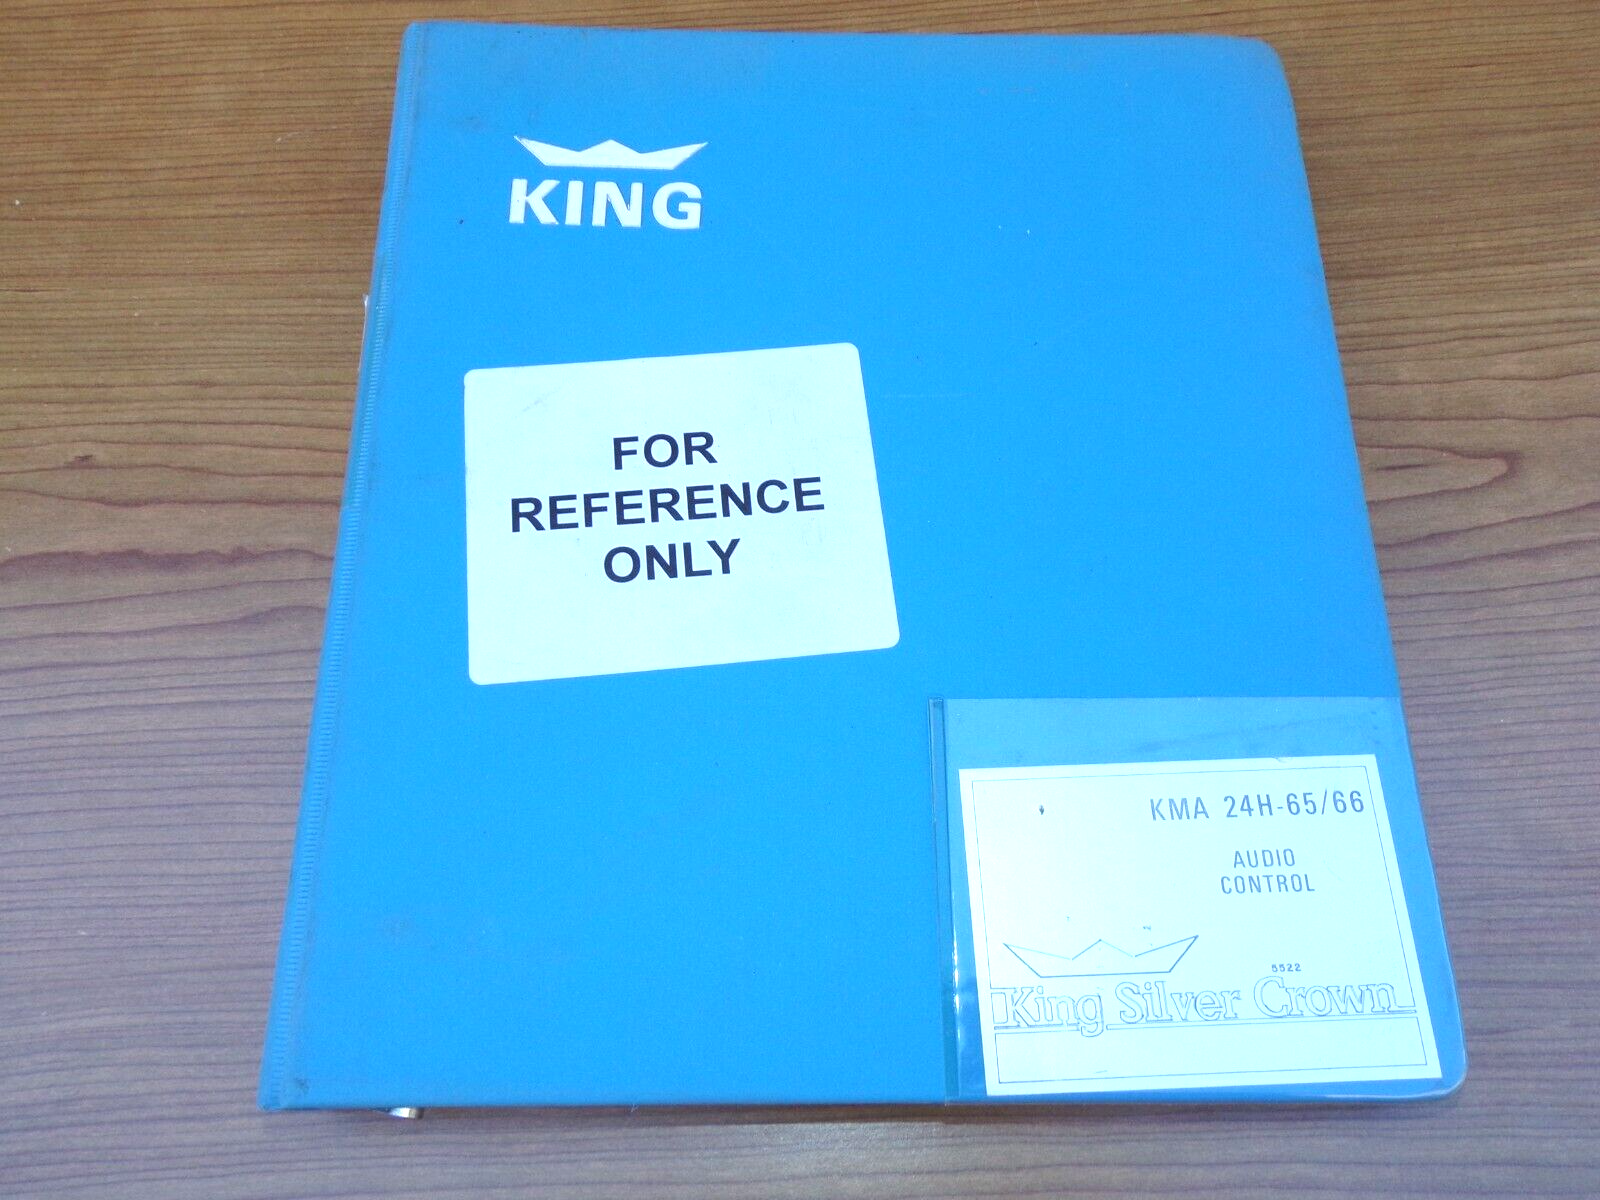 KING
FOR
REFERENCE
ONLY
KMA 24H-65/66
AUDIO
CONTROL
5522
King Silver Crown